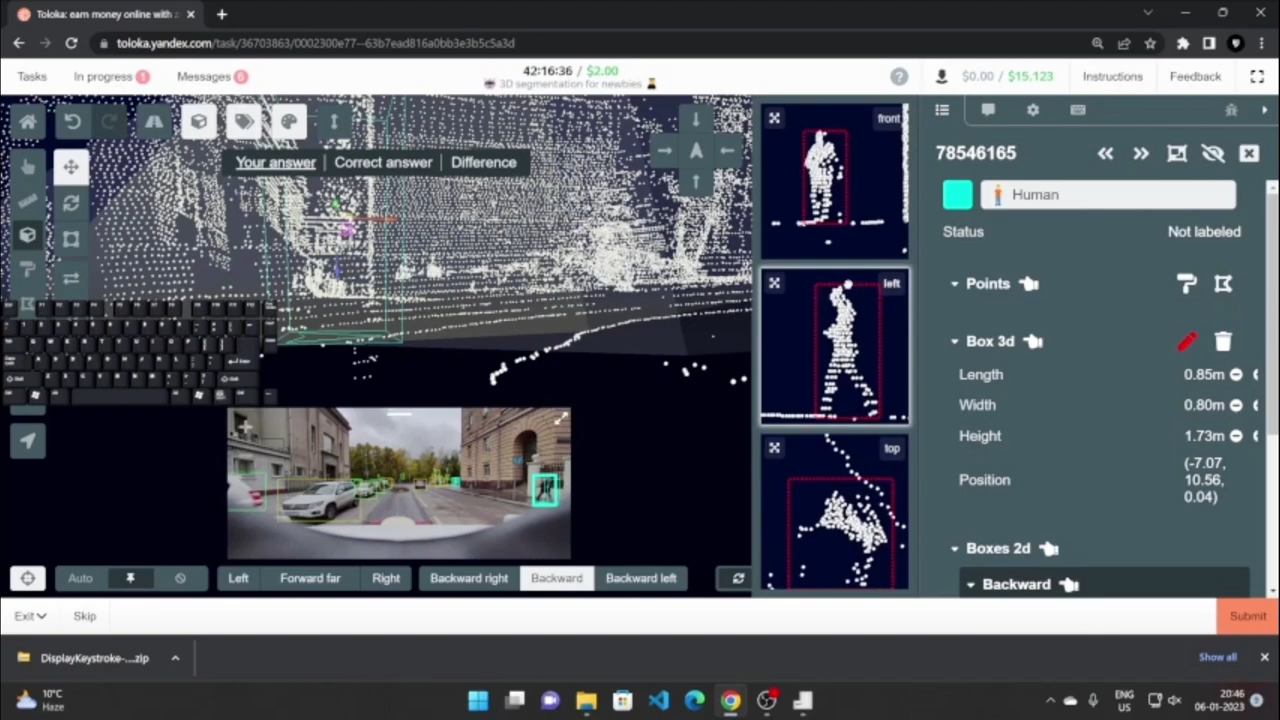 Toloka: earn money online with
toloka.yandex.com/task/36703863/0002300e77--63b7ead816a0bb3e3b5c5a3d
Tasks
In progress 1
Messages 6
42:16:36 / $2.00
3D segmentation for newbies
$0.00 / $15.123
Instructions
Feedback
Your answer | Correct answer | Difference
front
left
top
78546165
Human
Status
Not labeled
Points
Box 3d
Length
0.85m
Width
0.80m
Height
1.73m
Position
(-7.07,
10.56,
0.04)
Boxes 2d
Backward
Auto
Left
Forward far
Right
Backward right
Backward
Backward left
Exit
Skip
Submit
DisplayKeystroke-....zip
Show all
10°C
Haze
ENG
US
20:46
06-01-2023